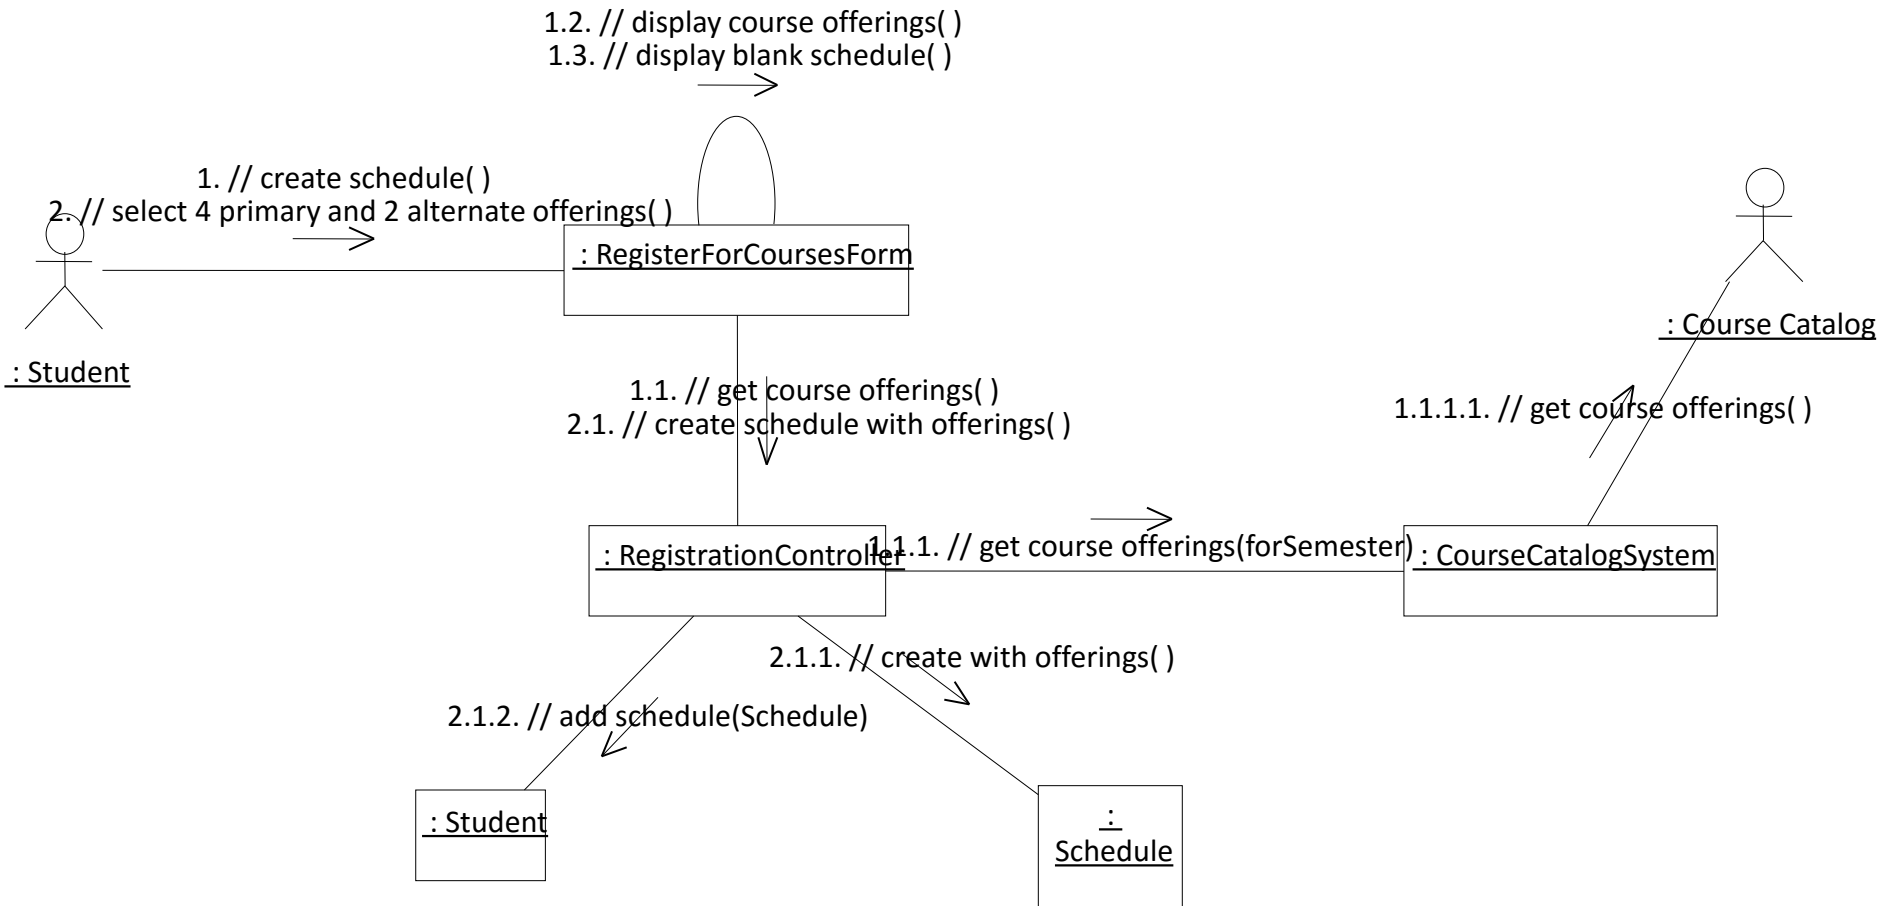 1.2. // display course offerings( )
1.3. // display blank schedule( )
1. // create schedule( )
2. // select 4 primary and 2 alternate offerings( )
: RegisterForCoursesForm
: Course Catalog
: Student
1.1. // get course offerings( )
2.1. // create schedule with offerings( )
1.1.1.1. // get course offerings( )
: RegistrationController
1.1.1. // get course offerings(forSemester)
: CourseCatalogSystem
2.1.1. // create with offerings( )
2.1.2. // add schedule(Schedule)
: Student
:
Schedule